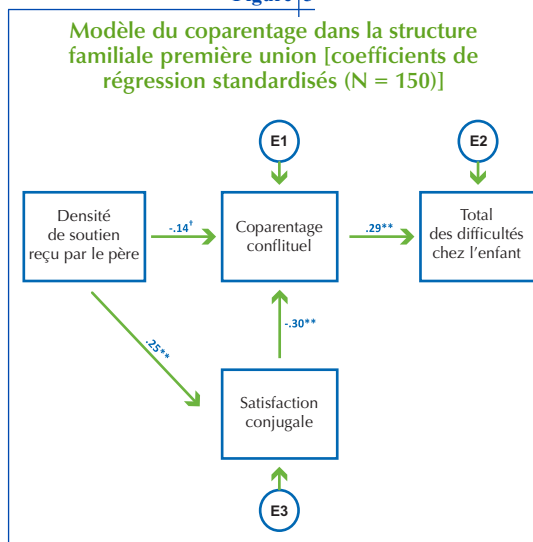 Modèle du coparentage dans la structure
familiale première union [coefficients de
régression standardisés (N = 150)]
E1
E2
Densité
de soutien
reçu par le père
-.14†
Coparentage
conflictuel
.29**
Total
des difficultés
chez l'enfant
.25**
-.30**
Satisfaction
conjugale
E3